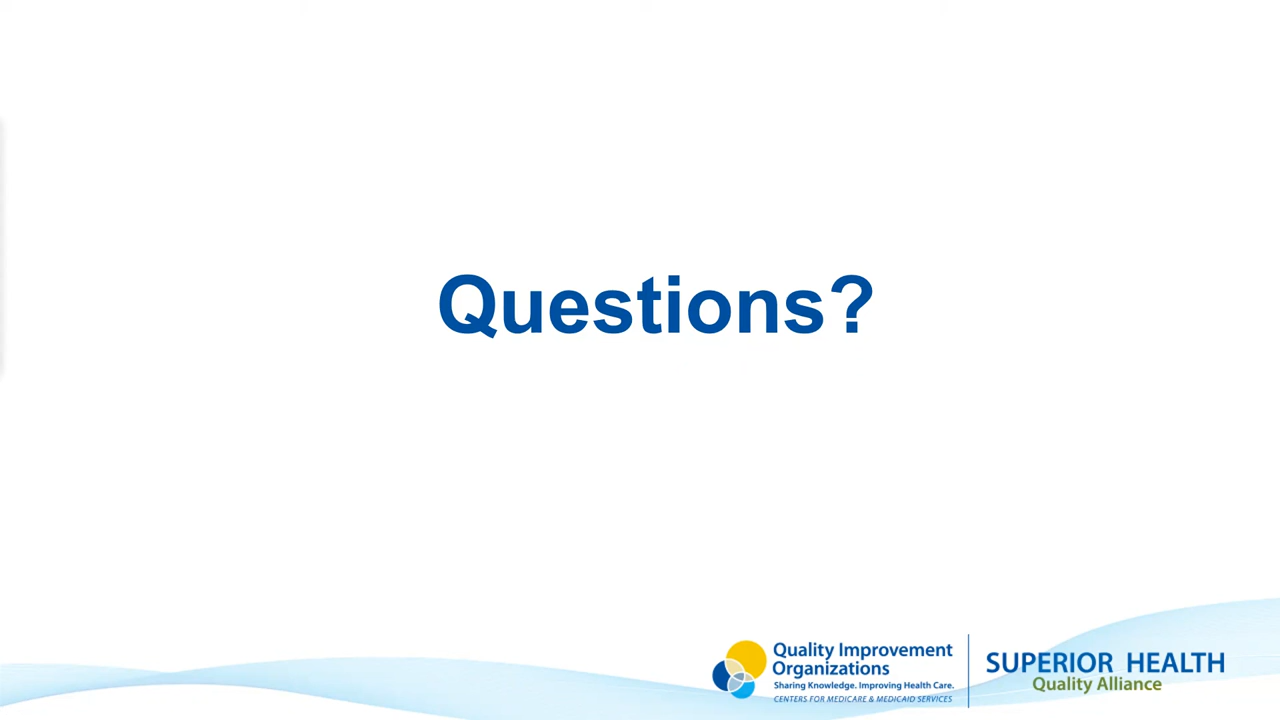 Questions?
Quality Improvement
Organizations
Sharing Knowledge. Improving Health Care.
CENTERS FOR MEDICARE & MEDICAID SERVICES
SUPERIOR HEALTH
Quality Alliance